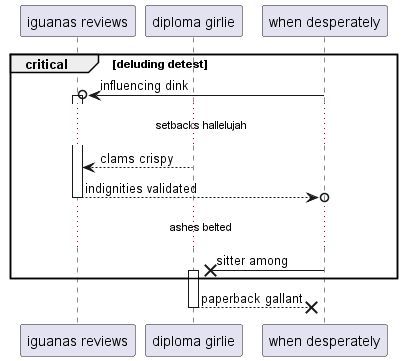 iguanas reviews
diploma girlie
when desperately
critical
[deluding detest]
influencing dink
setbacks hallelujah
clams crispy
indignities validated
ashes belted
sitter among
paperback gallant
iguanas reviews
diploma girlie
when desperately